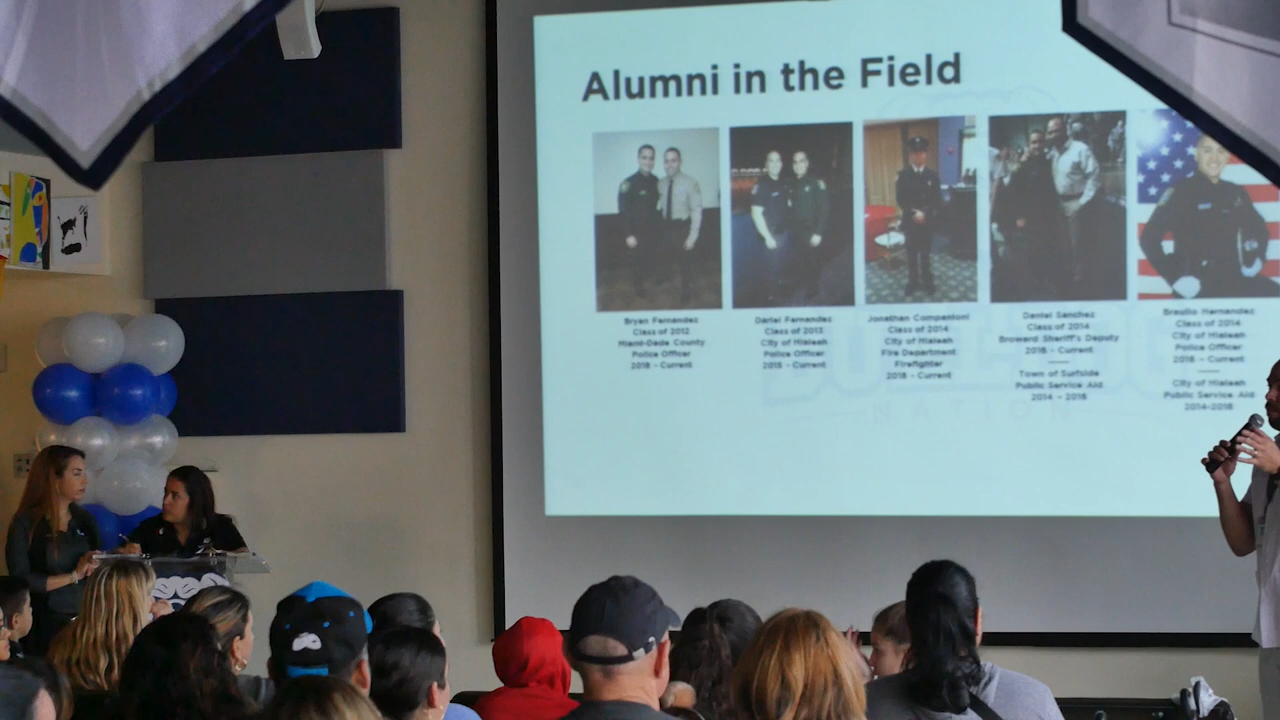 Alumni in the Field
Bryan Fernandez
Class of 2012
Miami-Dade County
Police Officer
2018 - Current
Dariel Fernandez
Class of 2013
City of Hialeah
Police Officer
2018 - Current
Jonathan Companioni
Class of 2014
City of Hialeah
Fire Department
Firefighter
2018 - Current
Daniel Sanchez
Class of 2014
Broward Sheriff's Deputy
2018 - Current
Town of Surfside
Public Service Aid
2014 - 2018
Braulio Hernandez
Class of 2014
City of Hialeah
Police Officer
2018 - Current
City of Hialeah
Public Service Aid
2014-2018
NATION